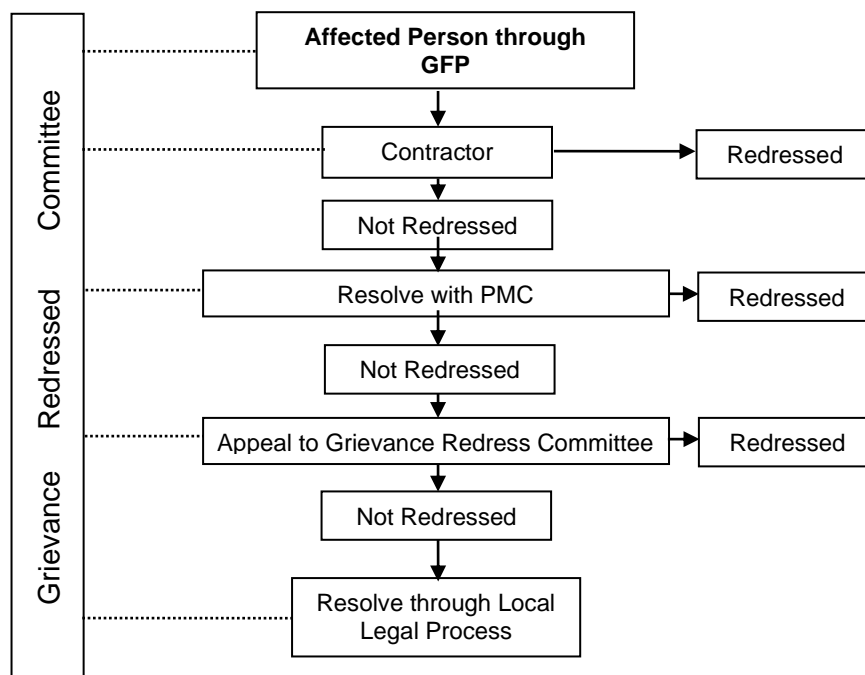 Affected Person through
GFP
Contractor
Redressed
Not Redressed
Resolve with PMC
Redressed
Not Redressed
Appeal to Grievance Redress Committee
Redressed
Not Redressed
Resolve through Local
Legal Process
Grievance Redressed Committee